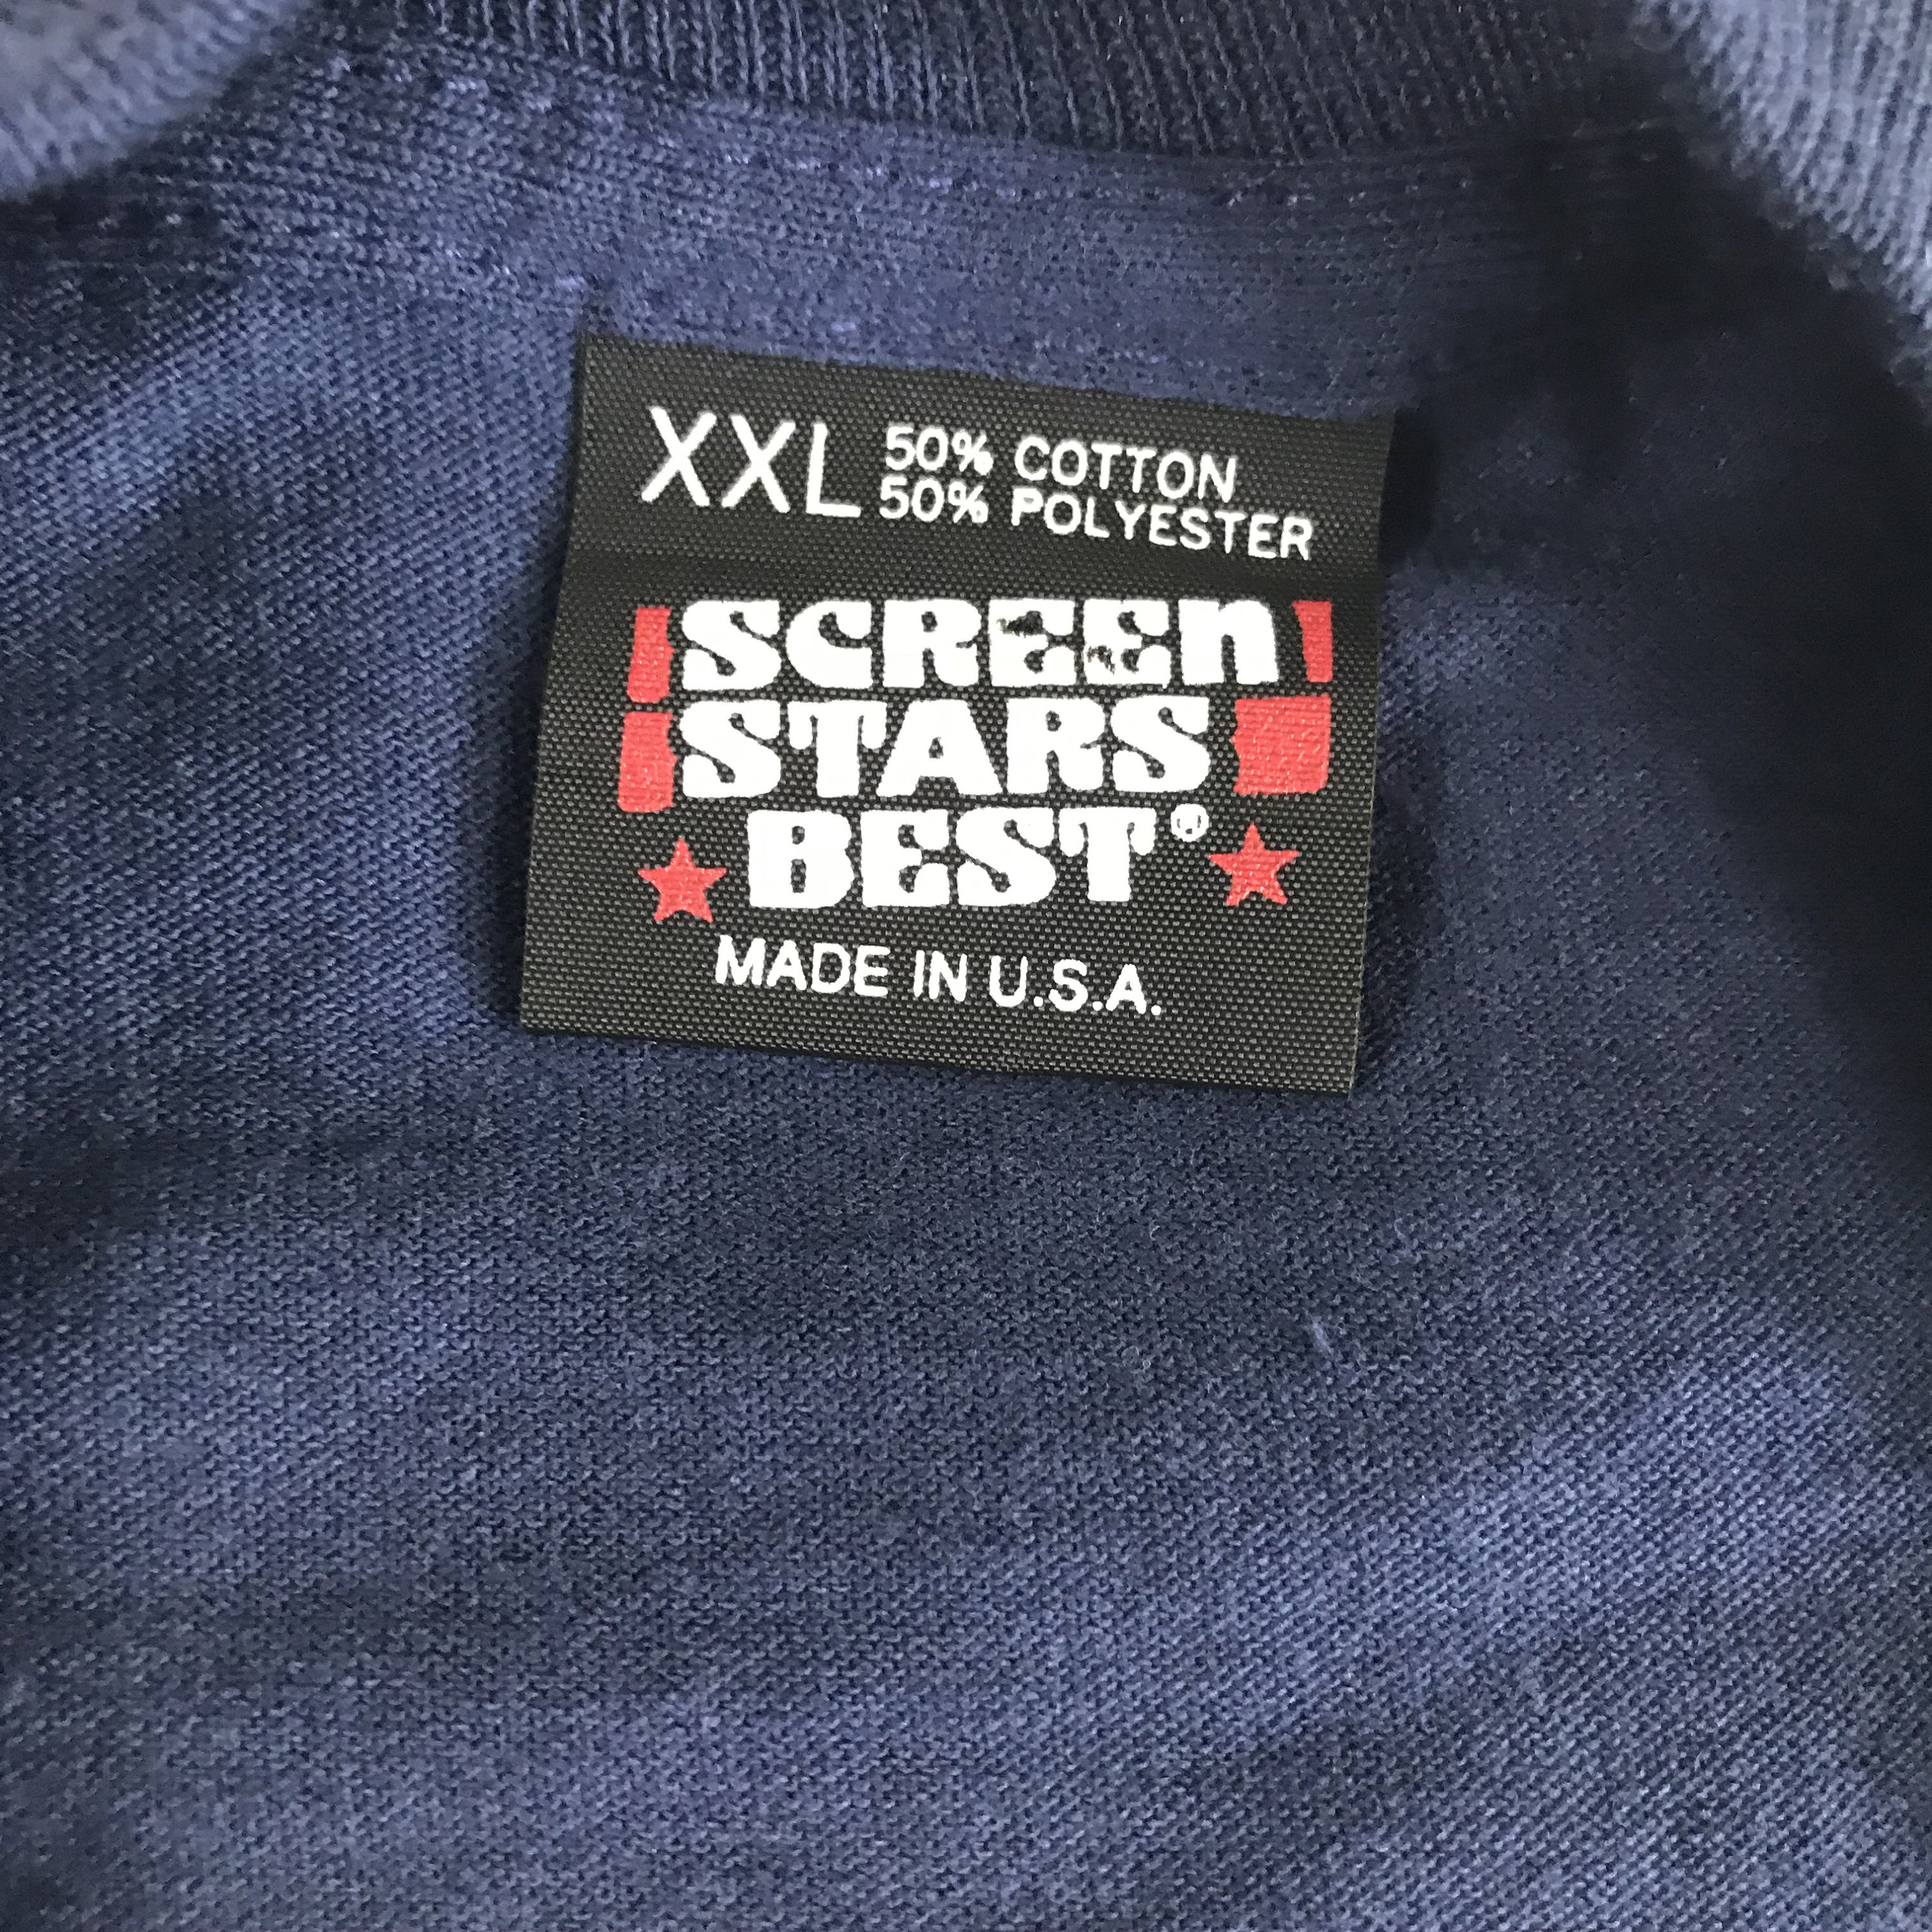 XXL 50% COTTON
50% POLYESTER
SCREEN
STARS
BEST®
MADE IN U.S.A.